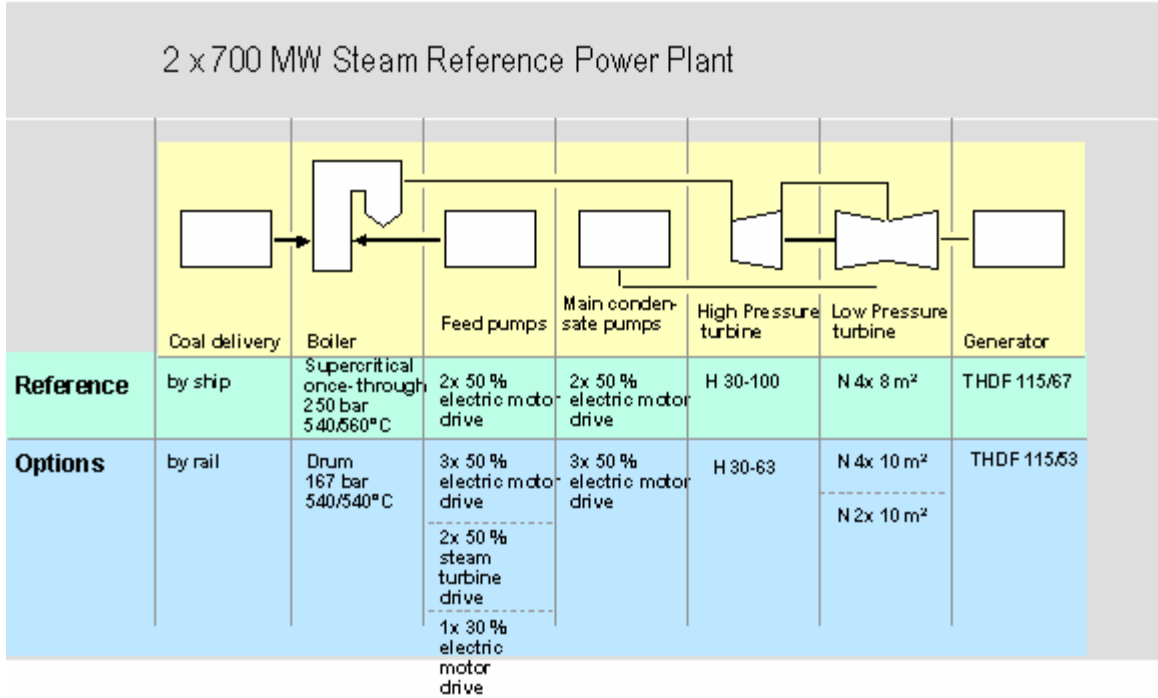 2 x 700 MW Steam Reference Power Plant
Coal delivery
Boiler
Feed pumps
Main conden-
sate pumps
High Pressure
turbine
Low Pressure
turbine
Generator
Reference
by ship
Supercritical
once-through
250 bar
540/560°C
2x 50 %
electric motor
drive
2x 50 %
electric motor
drive
H 30-100
N 4x 8 m²
THDF 115/67
Options
by rail
Drum
167 bar
540/540°C
3x 50 %
electric motor
drive
2x 50 %
steam
turbine
drive
1x 30 %
electric
motor
drive
3x 50 %
electric motor
drive
H 30-63
N 4x 10 m²
N 2x 10 m²
THDF 115/53